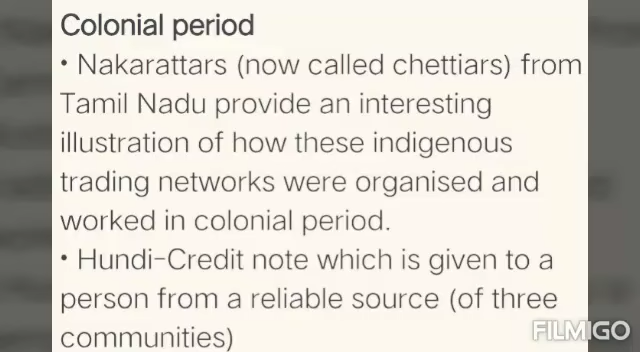 Colonial period
• Nakarattars (now called chettiars) from
Tamil Nadu provide an interesting
illustration of how these indigenous
trading networks were organised and
worked in colonial period.
• Hundi-Credit note which is given to a
person from a reliable source (of three
communities)
FILMIGO